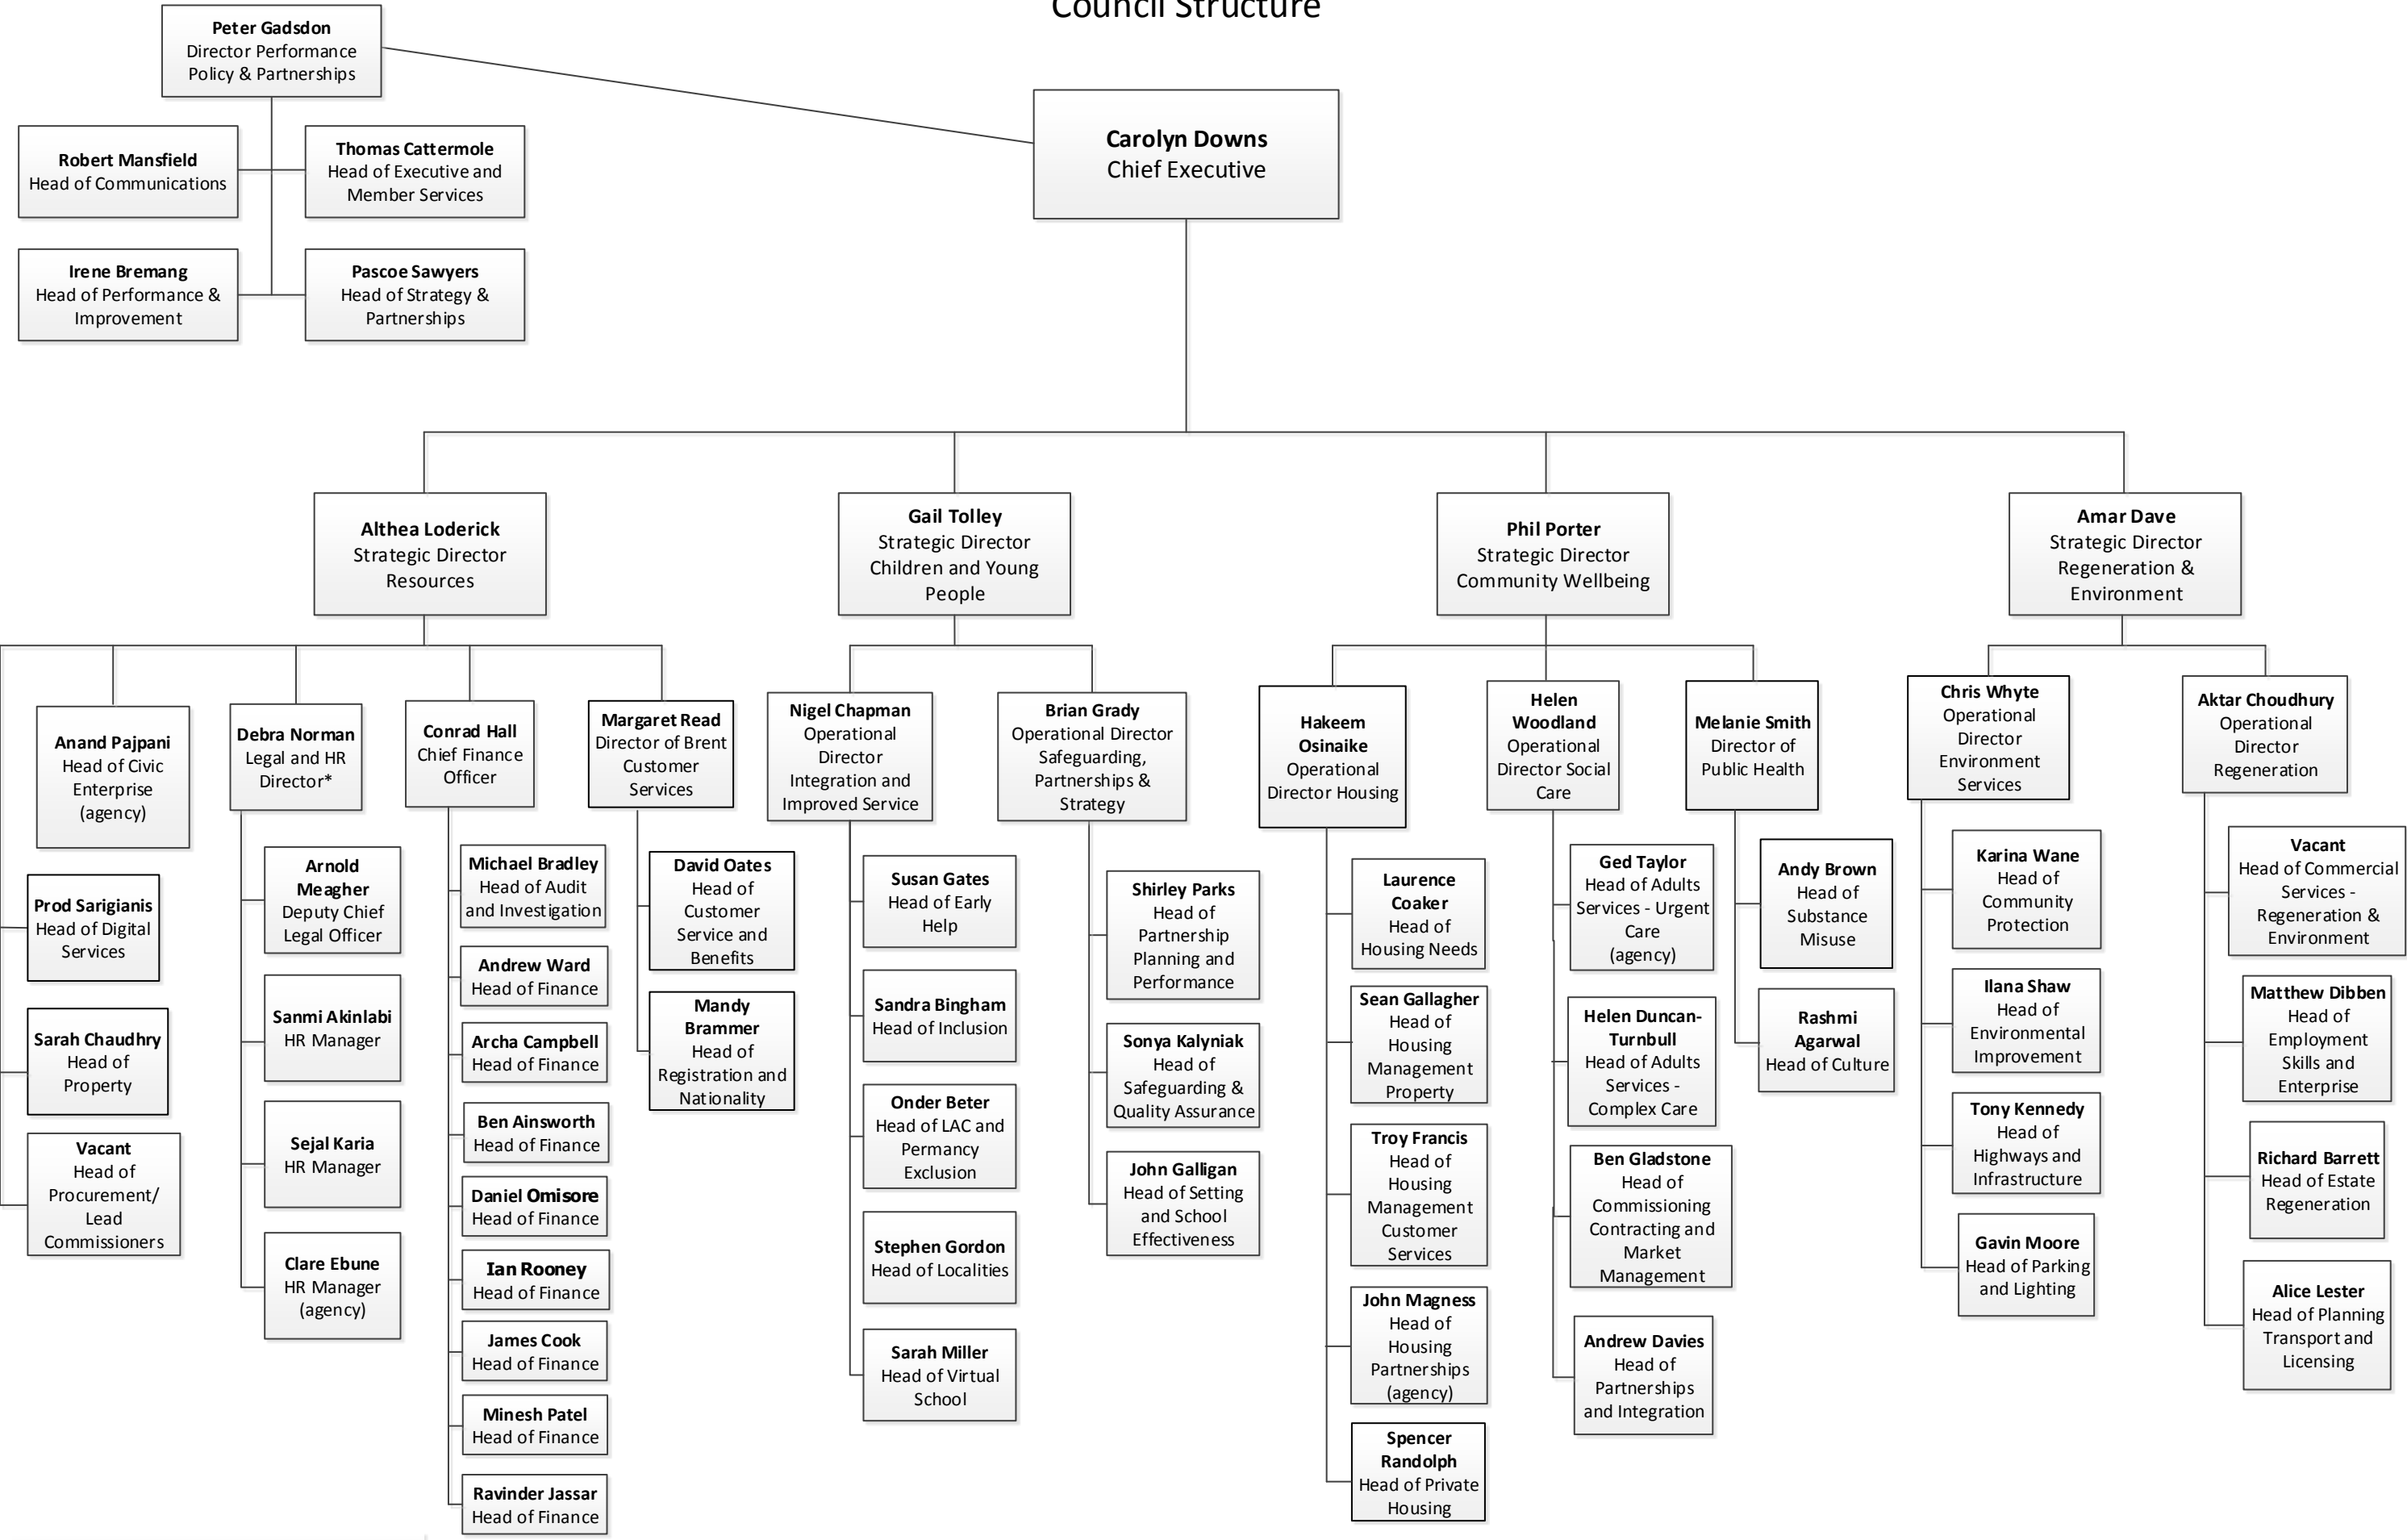 Council Structure
Peter Gadsdon
Director Performance
Policy & Partnerships
Carolyn Downs
Chief Executive
Robert Mansfield
Head of Communications
Thomas Cattermole
Head of Executive and
Member Services
Irene Bremang
Head of Performance &
Improvement
Pascoe Sawyers
Head of Strategy &
Partnerships
Althea Loderick
Strategic Director
Resources
Gail Tolley
Strategic Director
Children and Young
People
Phil Porter
Strategic Director
Community Wellbeing
Amar Dave
Strategic Director
Regeneration &
Environment
Anand Pajpani
Head of Civic
Enterprise
(agency)
Prod Sarigianis
Head of Digital
Services
Sarah Chaudhry
Head of
Property
Vacant
Head of
Procurement/
Lead
Commissioners
Debra Norman
Legal and HR
Director*
Arnold
Meagher
Deputy Chief
Legal Officer
Sanmi Akinlabi
HR Manager
Sejal Karia
HR Manager
Clare Ebune
HR Manager
(agency)
Conrad Hall
Chief Finance
Officer
Michael Bradley
Head of Audit
and Investigation
Andrew Ward
Head of Finance
Archa Campbell
Head of Finance
Ben Ainsworth
Head of Finance
Daniel Omisore
Head of Finance
Ian Rooney
Head of Finance
James Cook
Head of Finance
Minesh Patel
Head of Finance
Ravinder Jassar
Head of Finance
Margaret Read
Director of Brent
Customer
Services
David Oates
Head of
Customer
Service and
Benefits
Mandy
Brammer
Head of
Registration and
Nationality
Nigel Chapman
Operational
Director
Integration and
Improved Service
Susan Gates
Head of Early
Help
Sandra Bingham
Head of Inclusion
Onder Beter
Head of LAC and
Permancy
Exclusion
Stephen Gordon
Head of Localities
Sarah Miller
Head of Virtual
School
Brian Grady
Operational Director
Safeguarding,
Partnerships &
Strategy
Shirley Parks
Head of
Partnership
Planning and
Performance
Sonya Kalyniak
Head of
Safeguarding &
Quality Assurance
John Galligan
Head of Setting
and School
Effectiveness
Hakeem
Osinaike
Operational
Director Housing
Laurence
Coaker
Head of
Housing Needs
Sean Gallagher
Head of
Housing
Management
Property
Troy Francis
Head of
Housing
Management
Customer
Services
John Magness
Head of
Housing
Partnerships
(agency)
Spencer
Randolph
Head of Private
Housing
Helen
Woodland
Operational
Director Social
Care
Ged Taylor
Head of Adults
Services - Urgent
Care
(agency)
Helen Duncan-
Turnbull
Head of Adults
Services -
Complex Care
Ben Gladstone
Head of
Commissioning
Contracting and
Market
Management
Andrew Davies
Head of
Partnerships
and Integration
Melanie Smith
Director of
Public Health
Andy Brown
Head of
Substance
Misuse
Rashmi
Agarwal
Head of Culture
Chris Whyte
Operational
Director
Environment
Services
Karina Wane
Head of
Community
Protection
Ilana Shaw
Head of
Environmental
Improvement
Tony Kennedy
Head of
Highways and
Infrastructure
Gavin Moore
Head of Parking
and Lighting
Aktar Choudhury
Operational
Director
Regeneration
Vacant
Head of Commercial
Services -
Regeneration &
Environment
Matthew Dibben
Head of
Employment
Skills and
Enterprise
Richard Barrett
Head of Estate
Regeneration
Alice Lester
Head of Planning
Transport and
Licensing